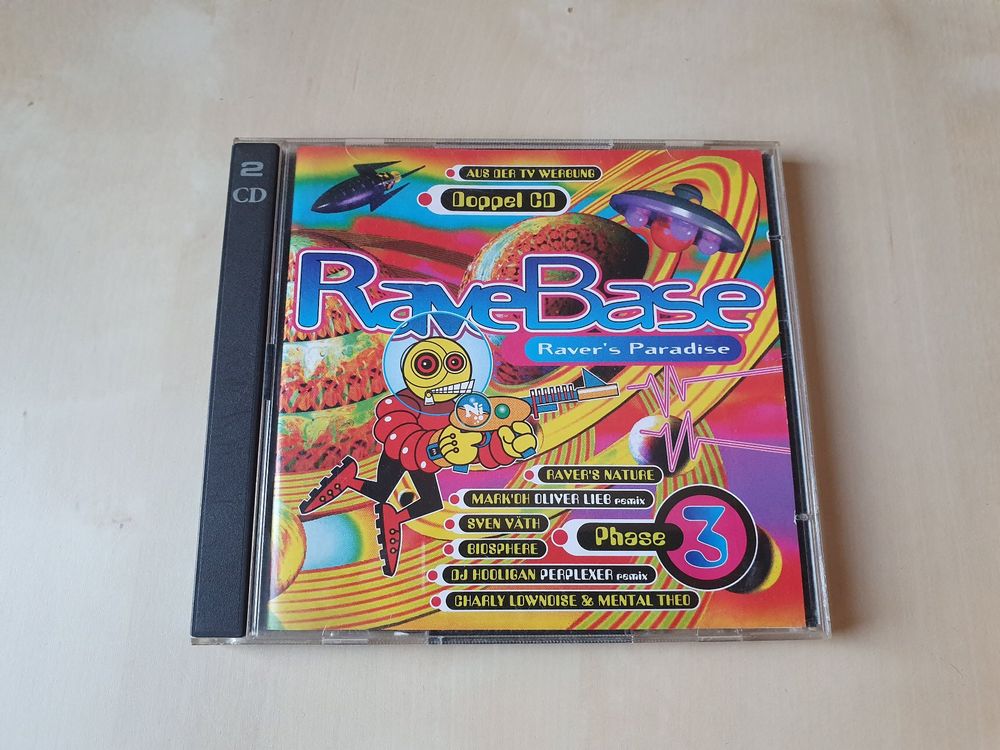 2
CD
AUS DER TV WERBUNG
Doppel CD
RaveBase
Raver's Paradise
RAVER'S NATURE
MARK'OH OLIVER LIEB remix
SVEN VÄTH
BIOSPHERE
DJ HOOLIGAN PERPLEXER remix
CHARLY LOWNOISE & MENTAL THEO
Phase 3